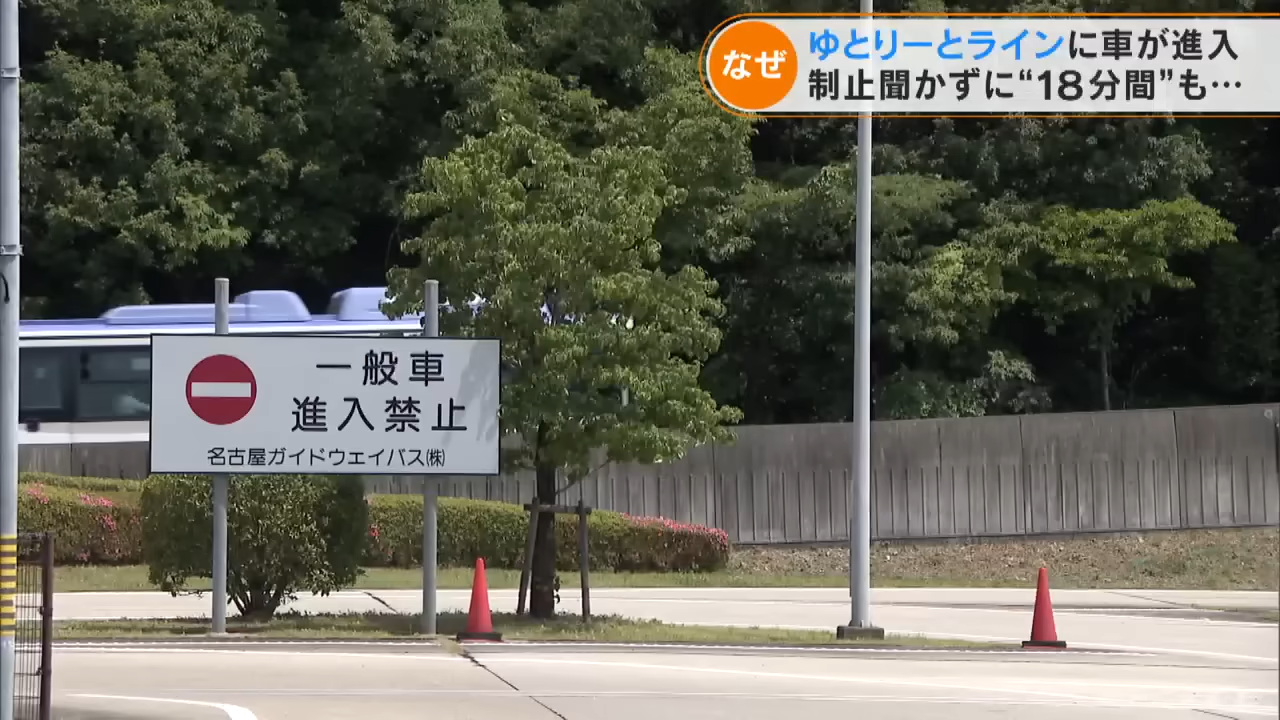 なぜ
ゆとりーとラインに車が進入
制止聞かずに“18分間”も…
一般車
進入禁止
名古屋ガイドウェイバス㈱